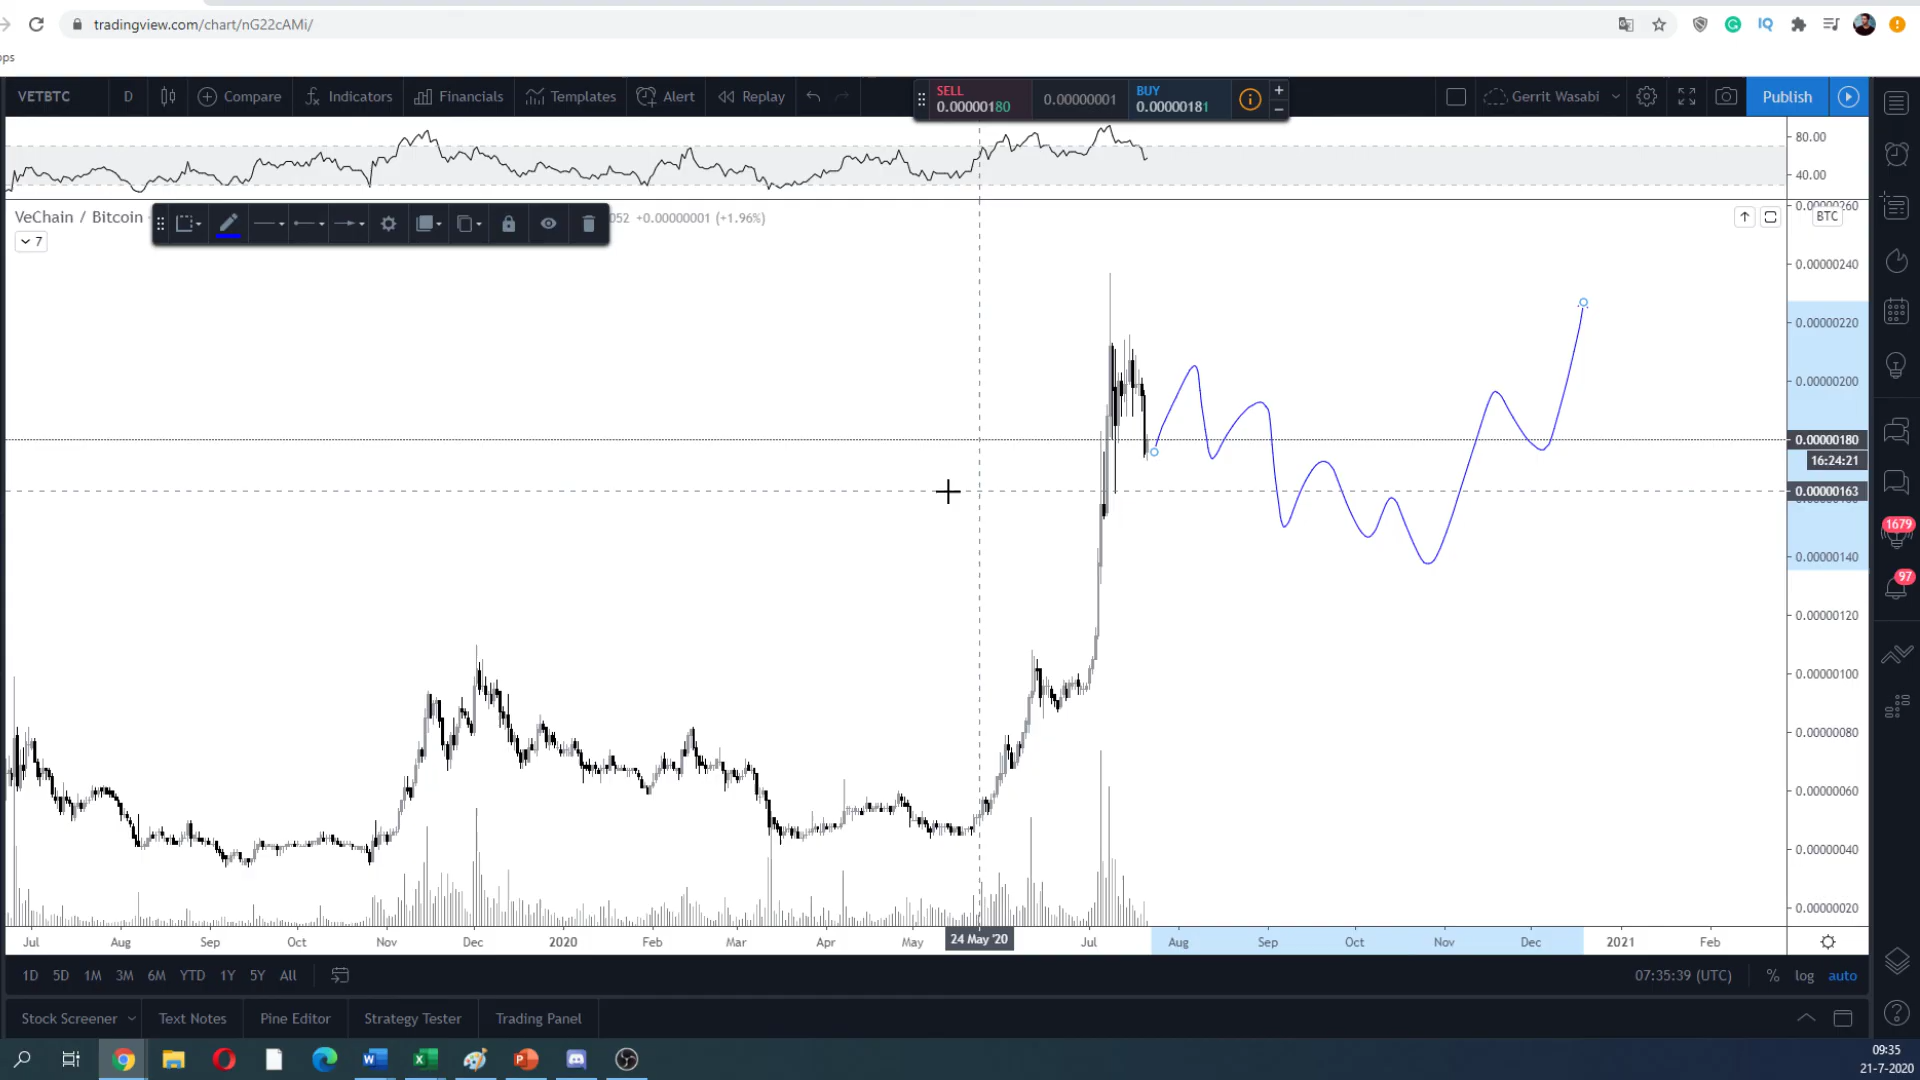 tradingview.com/chart/nG22cAMi/
ps
VETBTC D Compare Indicators Financials Templates Alert Replay
SELL
0.00000180
0.00000001
BUY
0.00000181
Gerrit Wasabi
Publish
80.00
40.00
VeChain / Bitcoin
052 +0.00000001 (+1.96%)
7
BTC
0.00000260
0.00000240
0.00000220
0.00000200
0.00000180
16:24:21
0.00000163
0.00000140
0.00000120
0.00000100
0.00000080
0.00000060
0.00000040
0.00000020
1679
97
Jul Aug Sep Oct Nov Dec 2020 Feb Mar Apr May 24 May '20 Jul Aug Sep Oct Nov Dec 2021 Feb
1D 5D 1M 3M 6M YTD 1Y 5Y All
07:35:39 (UTC) % log auto
Stock Screener Text Notes Pine Editor Strategy Tester Trading Panel
09:35
21-7-2020